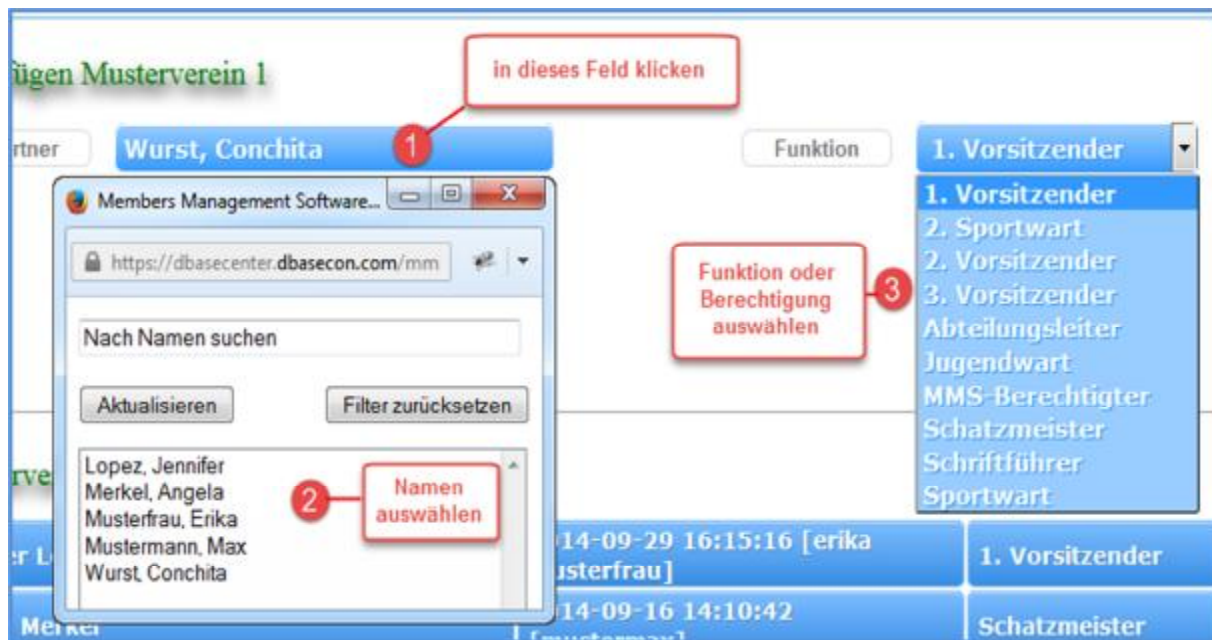 fügen Musterverein 1
in dieses Feld klicken
rtner
Wurst, Conchita
1
Funktion
1. Vorsitzender
Members Management Software...
https://dbasecenter.dbasecon.com/mm
Nach Namen suchen
Aktualisieren
Filter zurücksetzen
Lopez, Jennifer
Merkel, Angela
Musterfrau, Erika
Mustermann, Max
Wurst, Conchita
2
Namen
auswählen
Funktion oder
Berechtigung
auswählen
3
1. Vorsitzender
2. Sportwart
2. Vorsitzender
3. Vorsitzender
Abteilungsleiter
Jugendwart
MMS-Berechtigter
Schatzmeister
Schriftführer
Sportwart
14-09-29 16:15:16 [erika
usterfrau]
1. Vorsitzender
Merkel
14-09-16 14:10:42
Schatzmeister